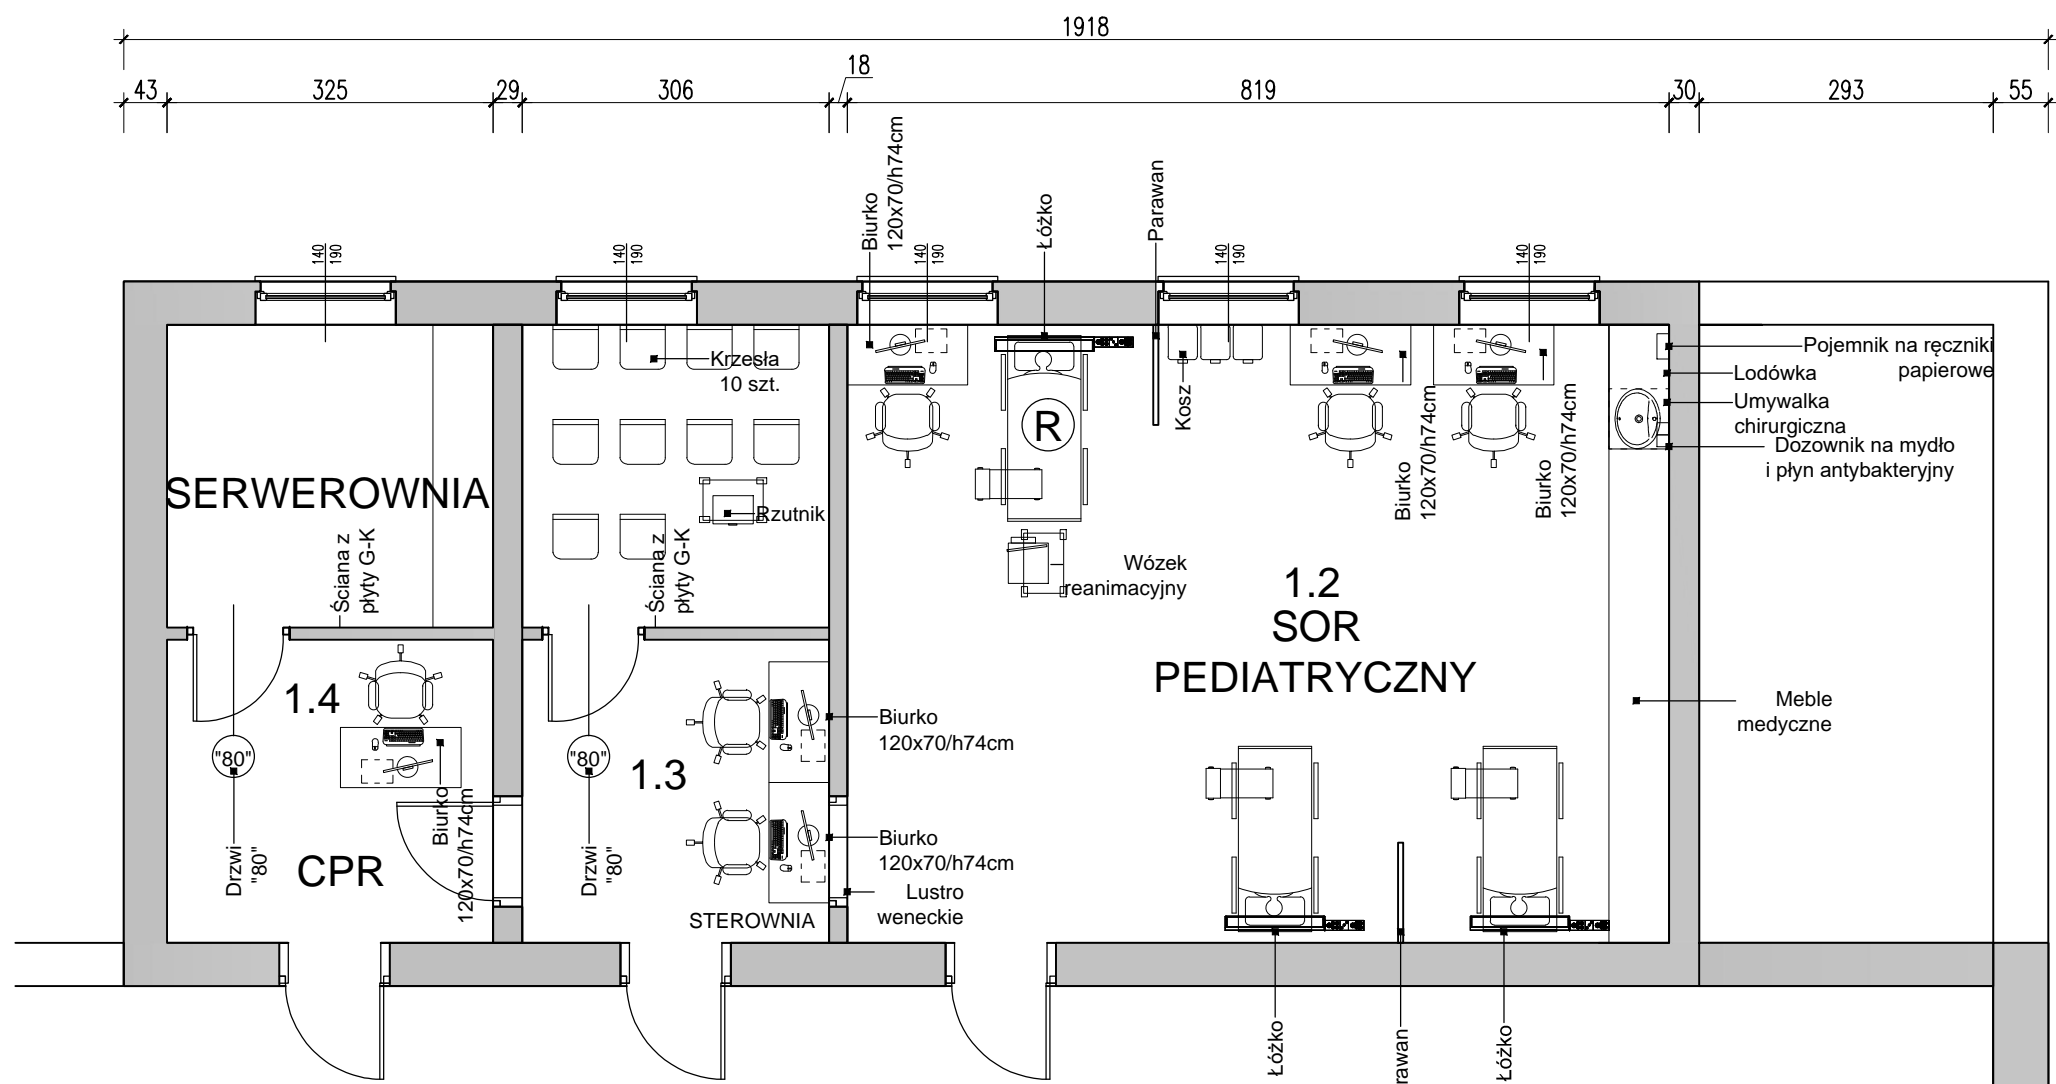 1918
43
325
29
306
18
819
30
293
55
Biurko
120x70/h74cm
Łóżko
Parawan
140
190
140
190
140
190
140
190
140
190
Krzesła
10 szt.
Kosz
Biurko
120x70/h74cm
Biurko
120x70/h74cm
Pojemnik na ręczniki
papierowe
Lodówka
Umywalka
chirurgiczna
Dozownik na mydło
i płyn antybakteryjny
R
SERWEROWNIA
Rzutnik
Ściana z
płyty G-K
Ściana z
płyty G-K
Wózek
reanimacyjny
1.2
SOR
PEDIATRYCZNY
1.4
"80"
Drzwi
"80"
Biurko
120x70/h74cm
CPR
"80"
Drzwi
"80"
1.3
Biurko
120x70/h74cm
Biurko
120x70/h74cm
Lustro
weneckie
STEROWNIA
Meble
medyczne
Łóżko
rawan
Łóżko